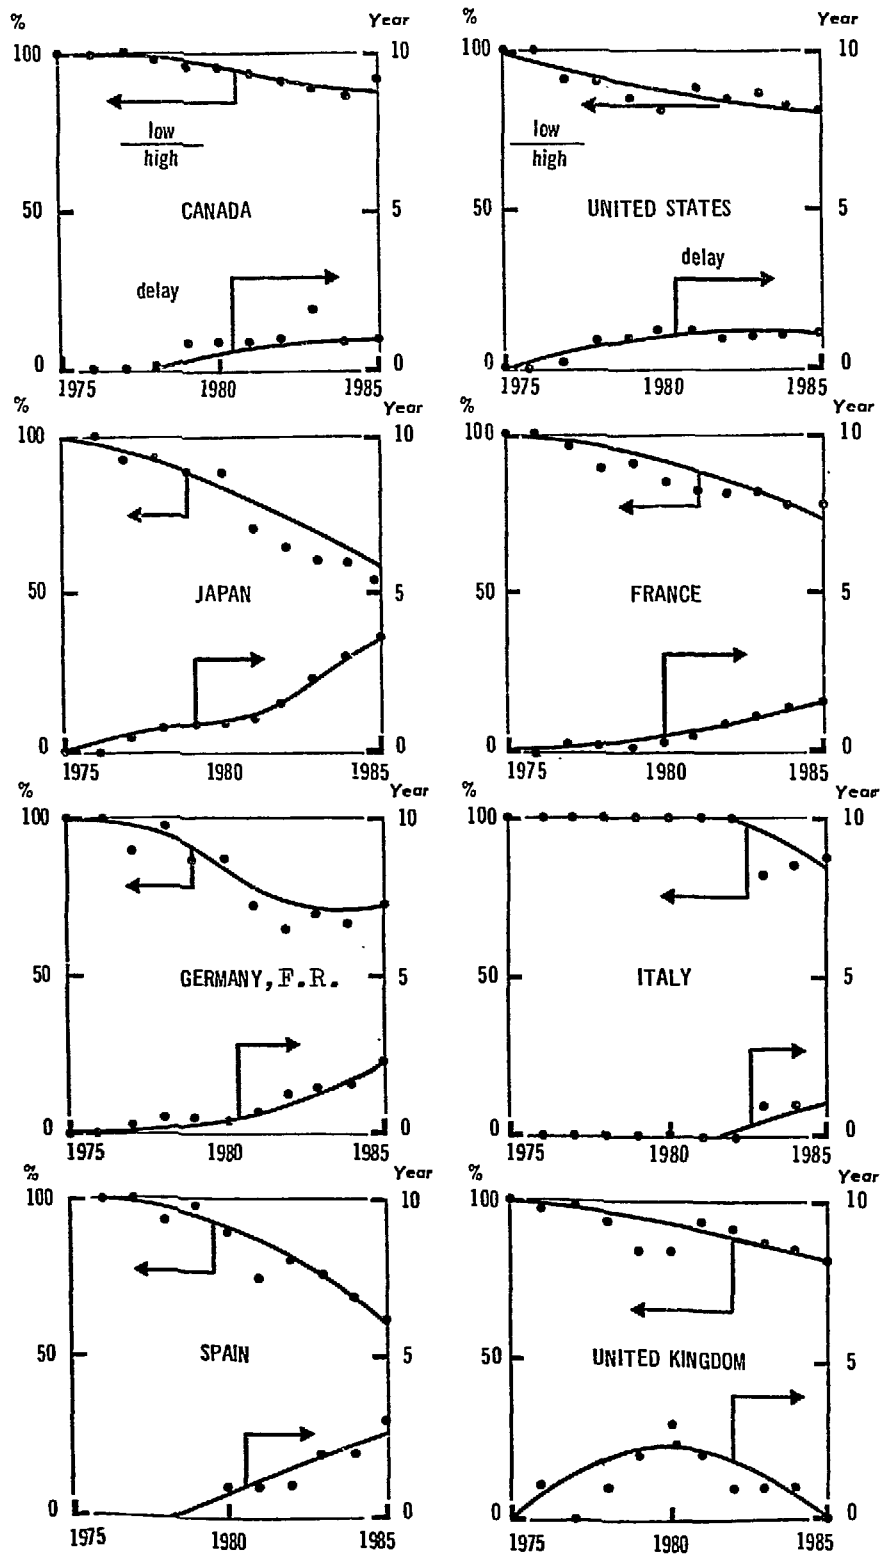 % Year % Year
100 10 100 10
low
high
low
high
50 CANADA 5 50 UNITED STATES 5
delay
delay
0 0 0 0
1975 1980 1985 1975 1980 1985
% Year % Year
100 10 100 10
50 JAPAN 5 50 FRANCE 5
0 0 0 0
1975 1980 1985 1975 1980 1985
% Year % Year
100 10 100 10
50 GERMANY, F.R. 5 50 ITALY 5
0 0 0 0
1975 1980 1985 1975 1980 1985
% Year % Year
100 10 100 10
50 SPAIN 5 50 UNITED KINGDOM 5
0 0 0 0
1975 1980 1985 1975 1980 1985